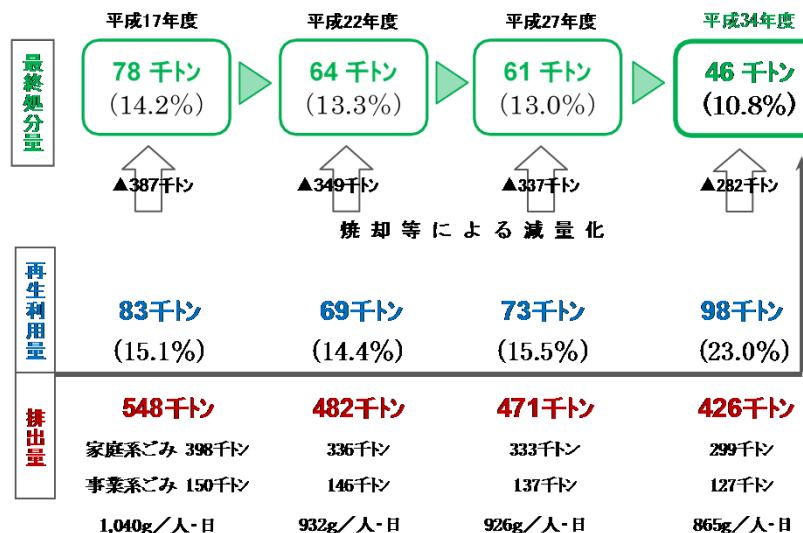 平成17年度 平成22年度 平成27年度 平成34年度
最終処分量
78 千トン 64 千トン 61 千トン 46 千トン
(14.2%) (13.3%) (13.0%) (10.8%)
▲387千トン ▲349千トン ▲337千トン ▲282千トン
焼却等による減量化
再生利用量
83千トン 69千トン 73千トン 98千トン
(15.1%) (14.4%) (15.5%) (23.0%)
排出量
548千トン 482千トン 471千トン 426千トン
家庭系ごみ 398千トン 336千トン 333千トン 299千トン
事業系ごみ 150千トン 146千トン 137千トン 127千トン
1,040g／人-日 932g／人-日 926g／人-日 865g／人-日